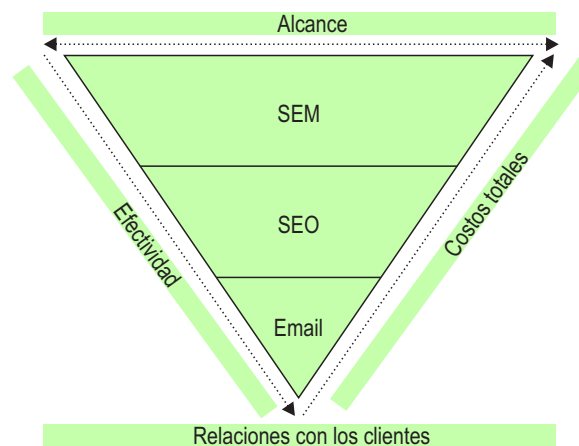 Alcance
SEM
SEO
Email
Efectividad
Costos totales
Relaciones con los clientes